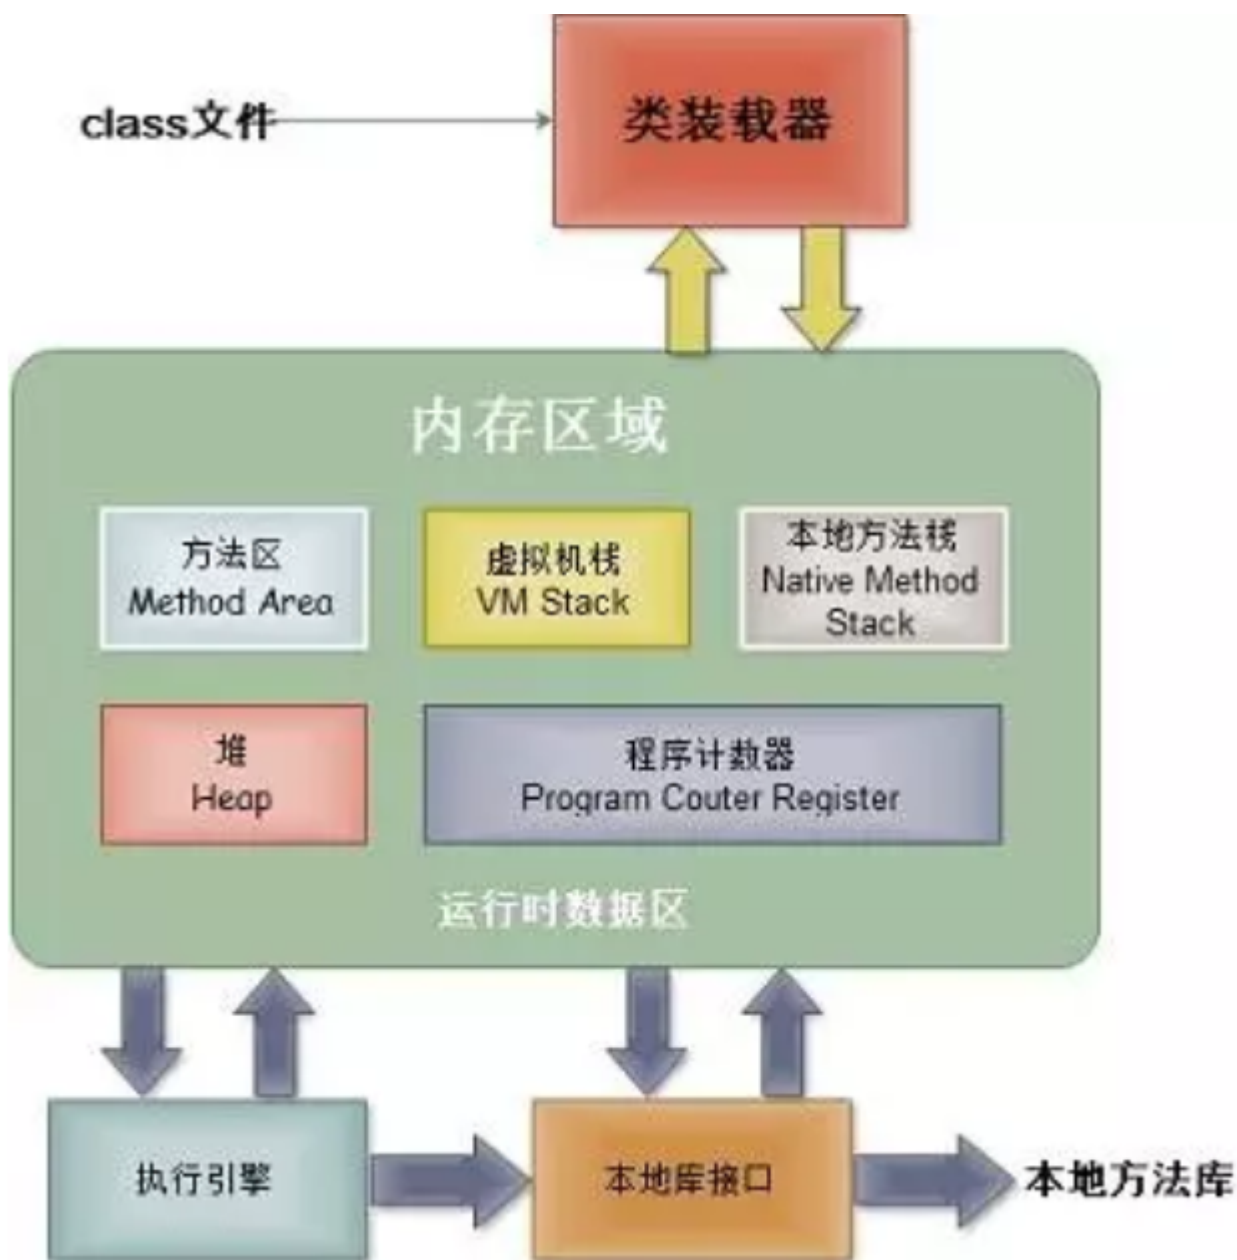 class文件
类装载器
内存区域
方法区
Method Area
虚拟机栈
VM Stack
本地方法栈
Native Method
Stack
堆
Heap
程序计数器
Program Couter Register
运行时数据区
执行引擎
本地库接口
本地方法库